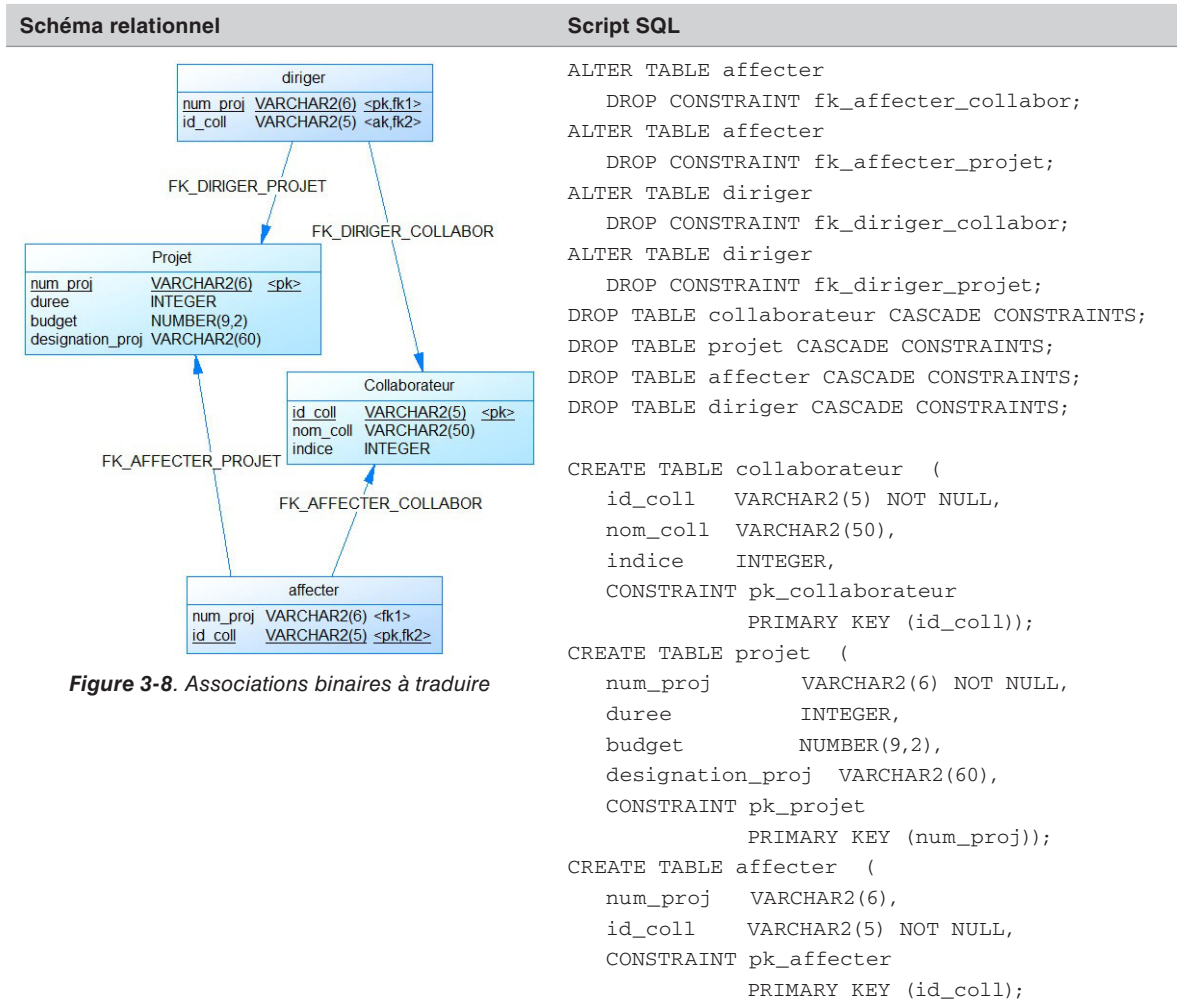 Schéma relationnel
diriger
num_proj VARCHAR2(6) <pk,fk1>
id_coll VARCHAR2(5) <ak,fk2>
FK_DIRIGER_PROJET
FK_DIRIGER_COLLABOR
Projet
num_proj VARCHAR2(6) <pk>
duree INTEGER
budget NUMBER(9,2)
designation_proj VARCHAR2(60)
Collaborateur
id_coll VARCHAR2(5) <pk>
nom_coll VARCHAR2(50)
indice INTEGER
FK_AFFECTER_PROJET
FK_AFFECTER_COLLABOR
affecter
num_proj VARCHAR2(6) <fk1>
id_coll VARCHAR2(5) <pk,fk2>
Figure 3-8. Associations binaires à traduire
Script SQL
ALTER TABLE affecter
DROP CONSTRAINT fk_affecter_collabor;
ALTER TABLE affecter
DROP CONSTRAINT fk_affecter_projet;
ALTER TABLE diriger
DROP CONSTRAINT fk_diriger_collabor;
ALTER TABLE diriger
DROP CONSTRAINT fk_diriger_projet;
DROP TABLE collaborateur CASCADE CONSTRAINTS;
DROP TABLE projet CASCADE CONSTRAINTS;
DROP TABLE affecter CASCADE CONSTRAINTS;
DROP TABLE diriger CASCADE CONSTRAINTS;
CREATE TABLE collaborateur (
id_coll VARCHAR2(5) NOT NULL,
nom_coll VARCHAR2(50),
indice INTEGER,
CONSTRAINT pk_collaborateur
PRIMARY KEY (id_coll));
CREATE TABLE projet (
num_proj VARCHAR2(6) NOT NULL,
duree INTEGER,
budget NUMBER(9,2),
designation_proj VARCHAR2(60),
CONSTRAINT pk_projet
PRIMARY KEY (num_proj));
CREATE TABLE affecter (
num_proj VARCHAR2(6),
id_coll VARCHAR2(5) NOT NULL,
CONSTRAINT pk_affecter
PRIMARY KEY (id_coll);